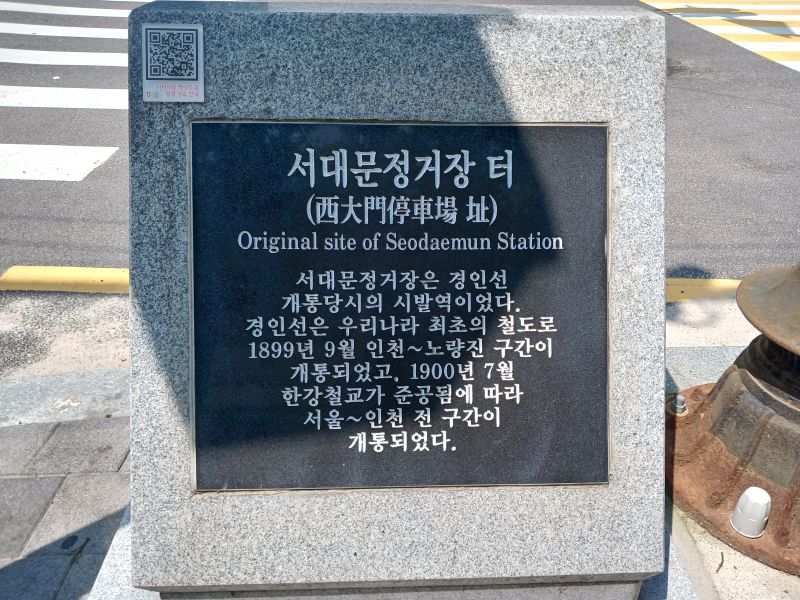 서대문정거장 터
(西大門停車場 址)
Original site of Seodaemun Station
서대문정거장은 경인선
개통당시의 시발역이었다.
경인선은 우리나라 최초의 철도로
1899년 9월 인천~노량진 구간이
개통되었고, 1900년 7월
한강철교가 준공됨에 따라
서울~인천 전 구간이
개통되었다.